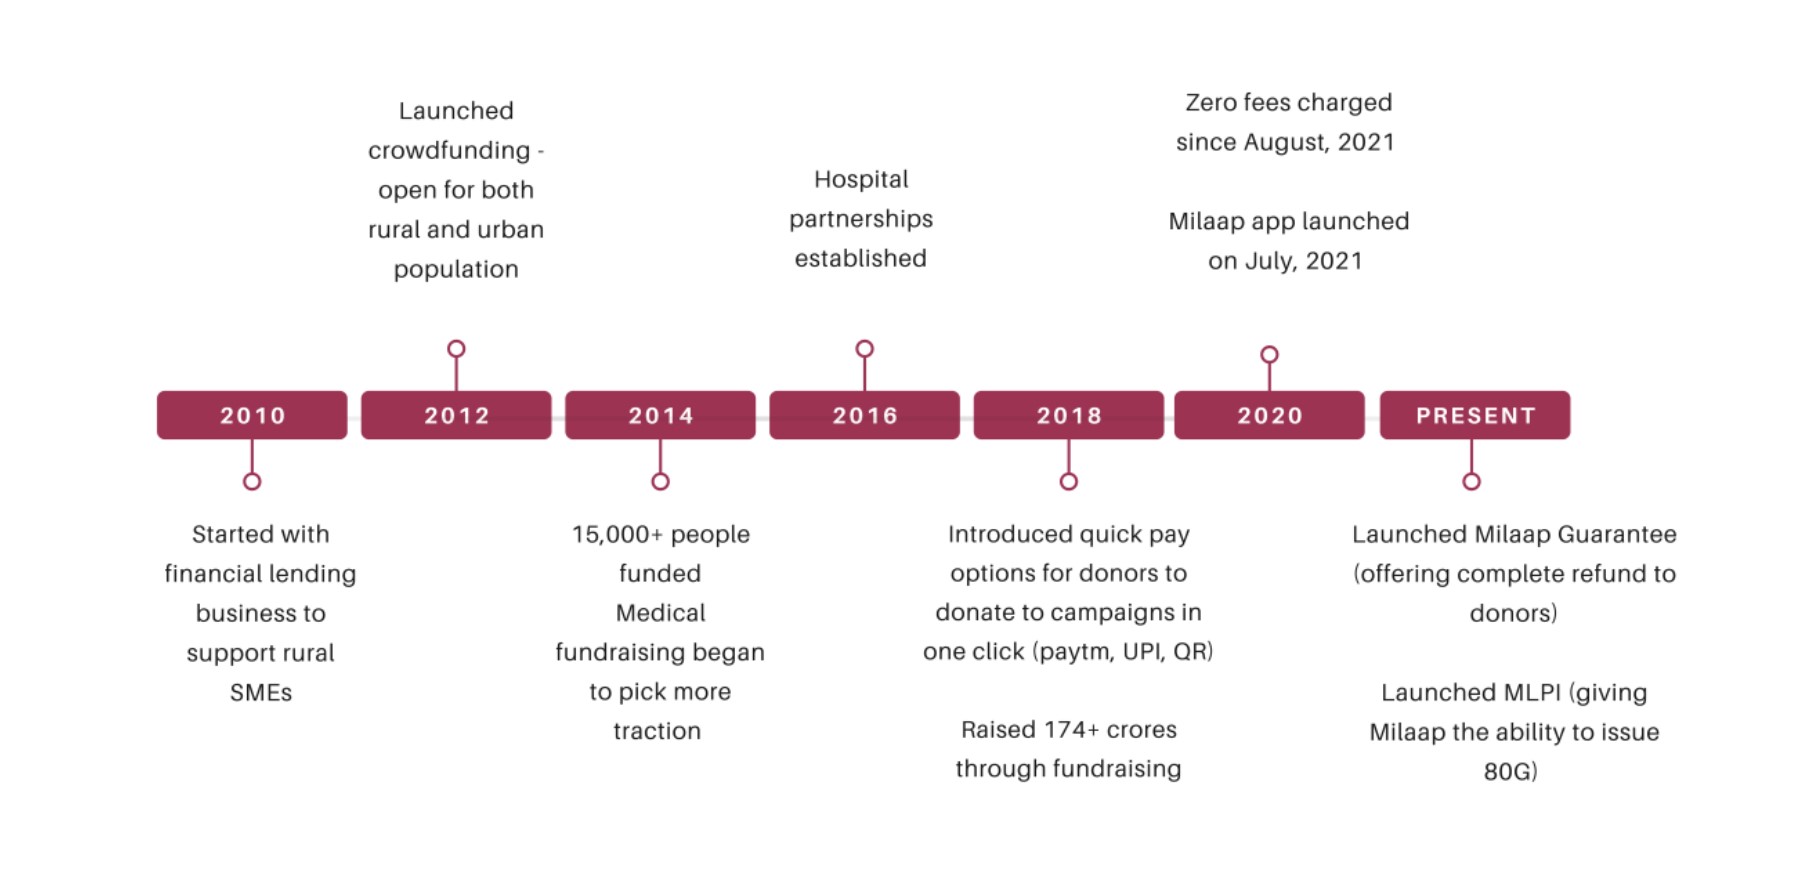 Launched
crowdfunding -
open for both
rural and urban
population
Hospital
partnerships
established
Zero fees charged
since August, 2021
Milaap app launched
on July, 2021
2010
2012
2014
2016
2018
2020
PRESENT
Started with
financial lending
business to
support rural
SMEs
15,000+ people
funded
Medical
fundraising began
to pick more
traction
Introduced quick pay
options for donors to
donate to campaigns in
one click (paytm, UPI, QR)
Raised 174+ crores
through fundraising
Launched Milaap Guarantee
(offering complete refund to
donors)
Launched MLPI (giving
Milaap the ability to issue
80G)